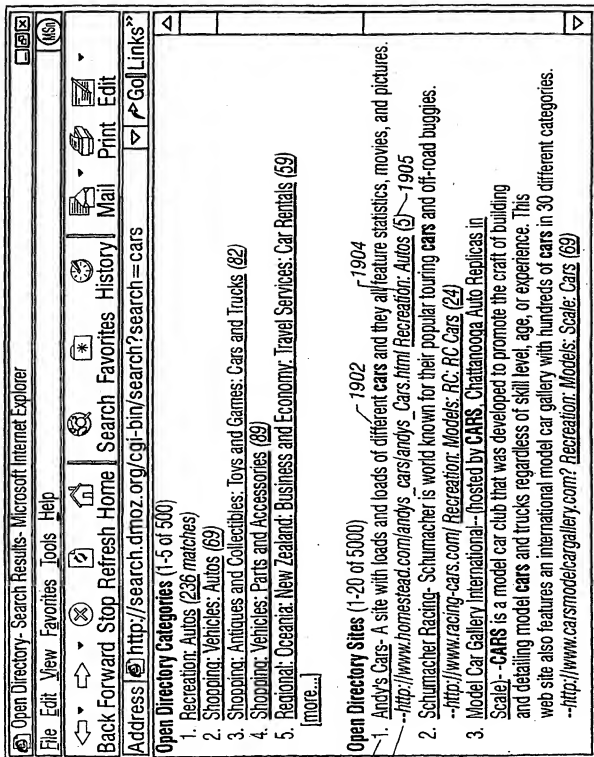 Open Directory- Search Results- Microsoft Internet Explorer
File Edit View Favorites Tools Help
MSn
Back Forward Stop Refresh Home Search Favorites History Mail Print Edit
Address http://search.dmoz.org/cgi-bin/search?search=cars Go Links”
Open Directory Categories (1-5 of 500)
1. Recreation: Autos (236 matches)
2. Shopping: Vehicles: Autos (69)
3. Shopping: Antiques and Collectibles: Toys and Games: Cars and Trucks (82)
4. Shopping: Vehicles: Parts and Accessories (89)
5. Regional: Oceania: New Zealand: Business and Economy: Travel Services: Car Rentals (59)
[more...]
Open Directory Sites (1-20 of 5000)
1902
1904
1. Andy's Cars- A site with loads and loads of different cars and they all feature statistics, movies, and pictures.
--http://www.homestead.com/andys_cars/andys_Cars.html Recreation: Autos (5) 1905
2. Schumacher Racing- Schumacher is world known for their popular touring cars and off-road buggies.
--http://www.racing-cars.com/ Recreation: Models: RC: RC Cars (24)
3. Model Car Gallery International--(hosted by CARS, Chattanooga Auto Replicas in
Scale)--CARS is a model car club that was developed to promote the craft of building
and detailing model cars and trucks regardless of skill level, age, or experience. This
web site also features an international model car gallery with hundreds of cars in 30 different categories.
--http://www.carsmodelcargallery.com? Recreation: Models: Scale: Cars (69)